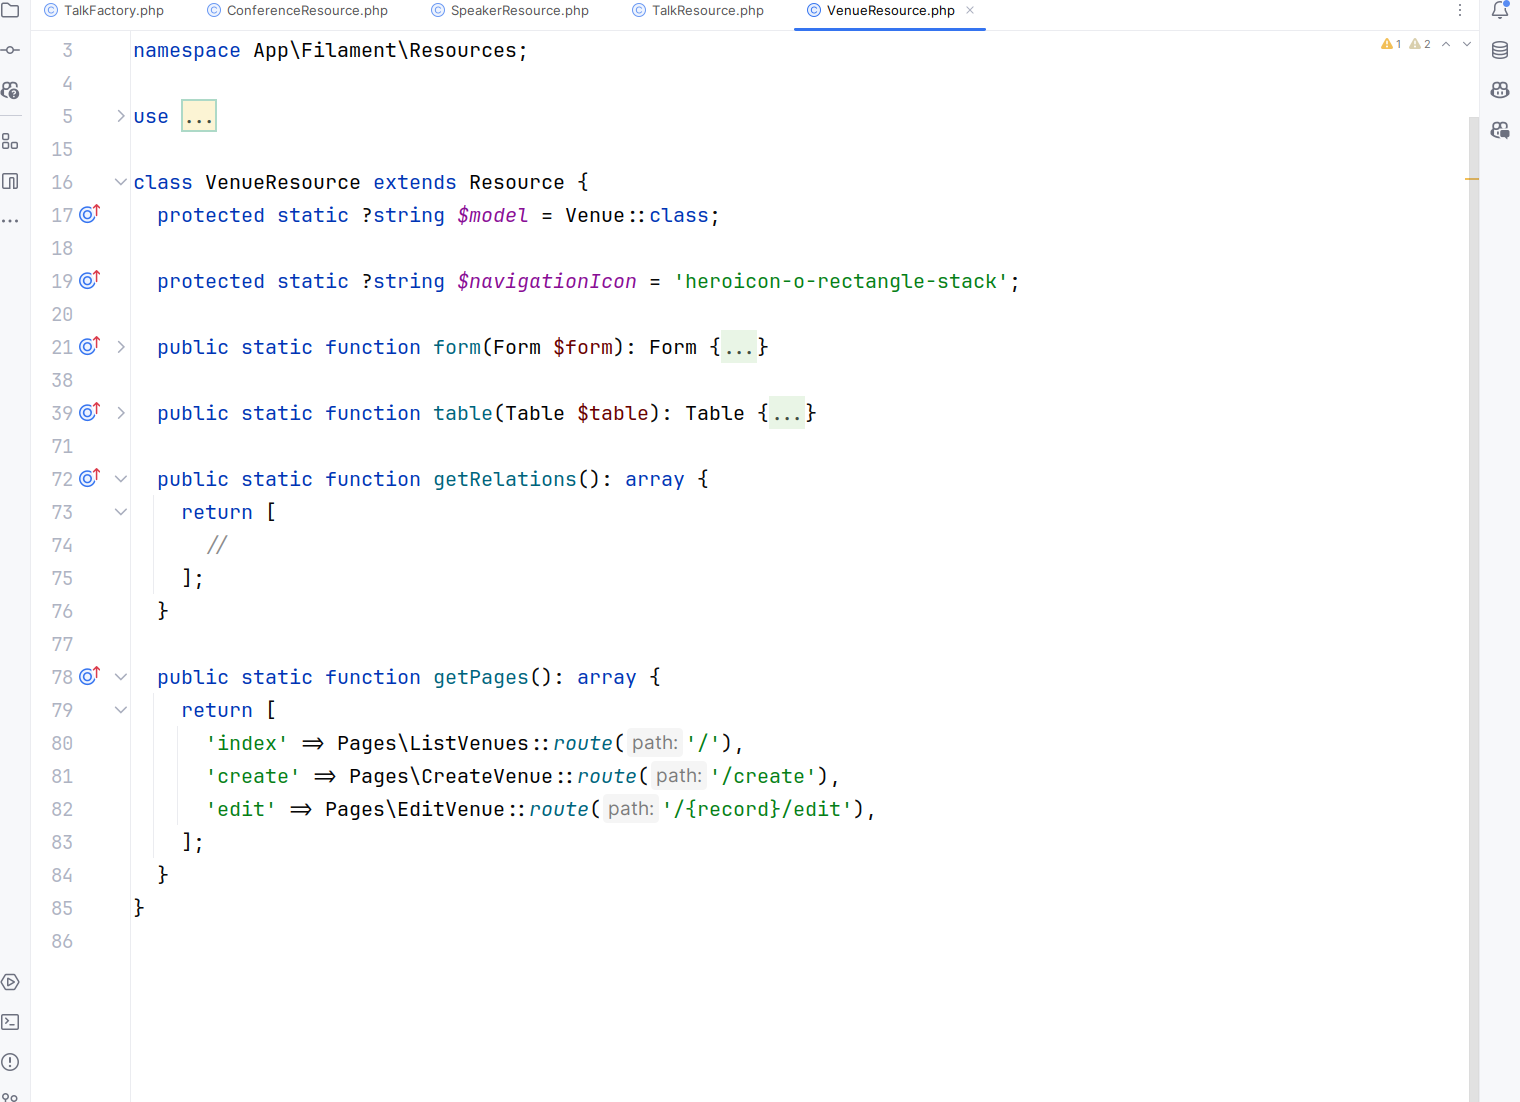 TalkFactory.php ConferenceResource.php SpeakerResource.php TalkResource.php VenueResource.php
1 2
3 namespace App\Filament\Resources;
4
5 use ...
15
16 class VenueResource extends Resource {
17 protected static ?string $model = Venue::class;
18
19 protected static ?string $navigationIcon = 'heroicon-o-rectangle-stack';
20
21 public static function form(Form $form): Form {...}
38
39 public static function table(Table $table): Table {...}
71
72 public static function getRelations(): array {
73 return [
74 //
75 ];
76 }
77
78 public static function getPages(): array {
79 return [
80 'index' => Pages\ListVenues::route( path: '/'),
81 'create' => Pages\CreateVenue::route( path: '/create'),
82 'edit' => Pages\EditVenue::route( path: '/{record}/edit'),
83 ];
84 }
85 }
86